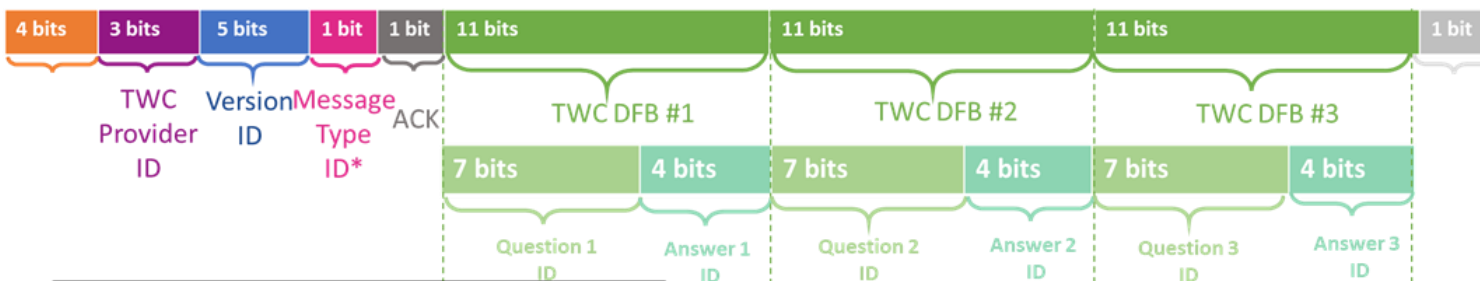 4 bits 3 bits 5 bits 1 bit 1 bit 11 bits 11 bits 11 bits 1 bit
TWC Provider ID
Version ID
Message Type ID*
ACK
TWC DFB #1
TWC DFB #2
TWC DFB #3
7 bits 4 bits 7 bits 4 bits 7 bits 4 bits
Question 1 ID
Answer 1 ID
Question 2 ID
Answer 2 ID
Question 3 ID
Answer 3 ID